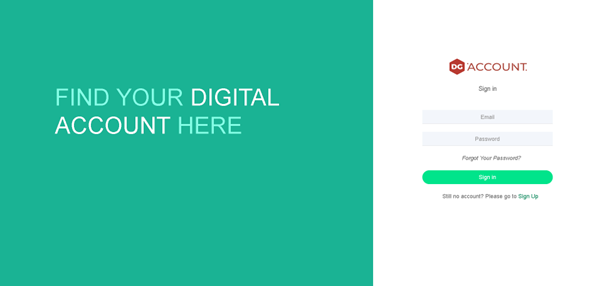 FIND YOUR DIGITAL
ACCOUNT HERE
DG ACCOUNT.
Sign in
Email
Password
Forgot Your Password?
Sign in
Still no account? Please go to Sign Up